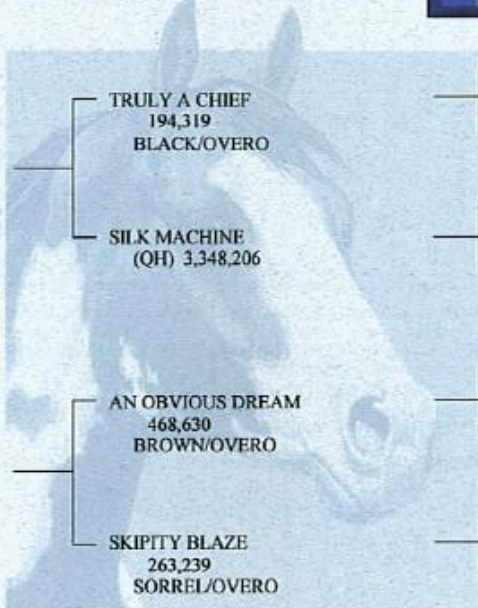 TRULY A CHIEF
194,319
BLACK/OVERO
SILK MACHINE
(QH) 3,348,206
AN OBVIOUS DREAM
468,630
BROWN/OVERO
SKIPITY BLAZE
263,239
SORREL/OVERO